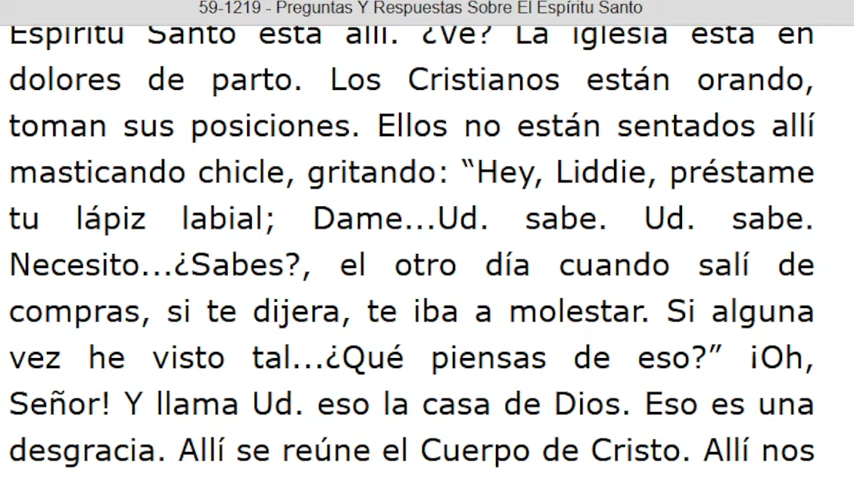 59-1219 - Preguntas Y Respuestas Sobre El Espíritu Santo
Espíritu Santo está allí. ¿Ve? La iglesia está en
dolores de parto. Los Cristianos están orando,
toman sus posiciones. Ellos no están sentados allí
masticando chicle, gritando: “Hey, Liddie, préstame
tu lápiz labial; Dame...Ud. sabe. Ud. sabe.
Necesito...¿Sabes?, el otro día cuando salí de
compras, si te dijera, te iba a molestar. Si alguna
vez he visto tal...¿Qué piensas de eso?” ¡Oh,
Señor! Y llama Ud. eso la casa de Dios. Eso es una
desgracia. Allí se reúne el Cuerpo de Cristo. Allí nos